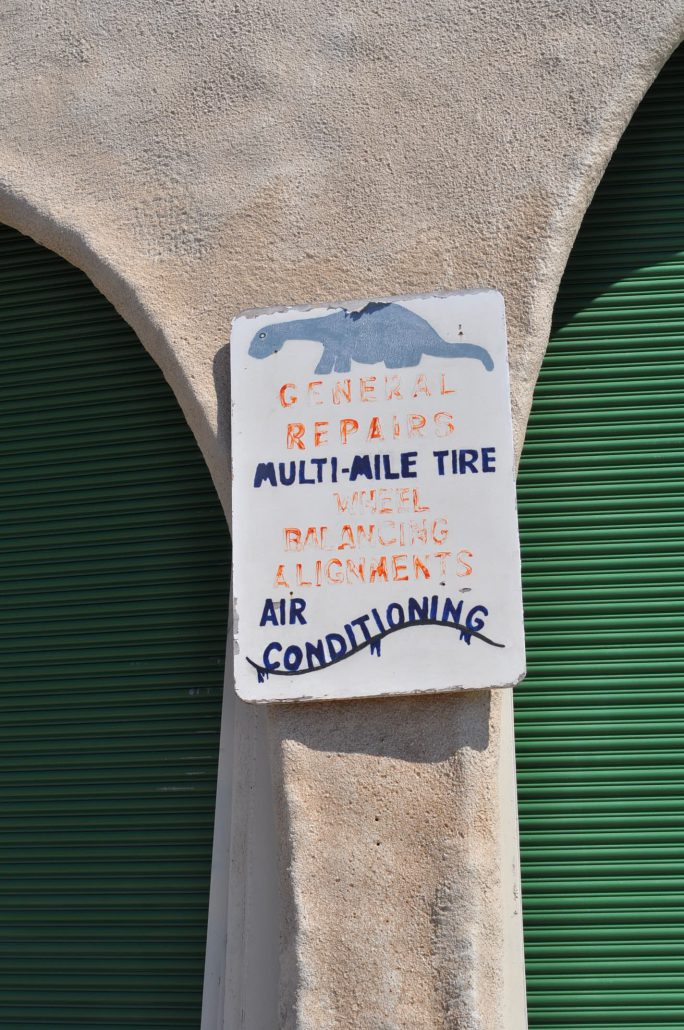 GENERAL
REPAIRS
MULTI-MILE TIRE
WHEEL
BALANCING
ALIGNMENTS
AIR
CONDITIONING